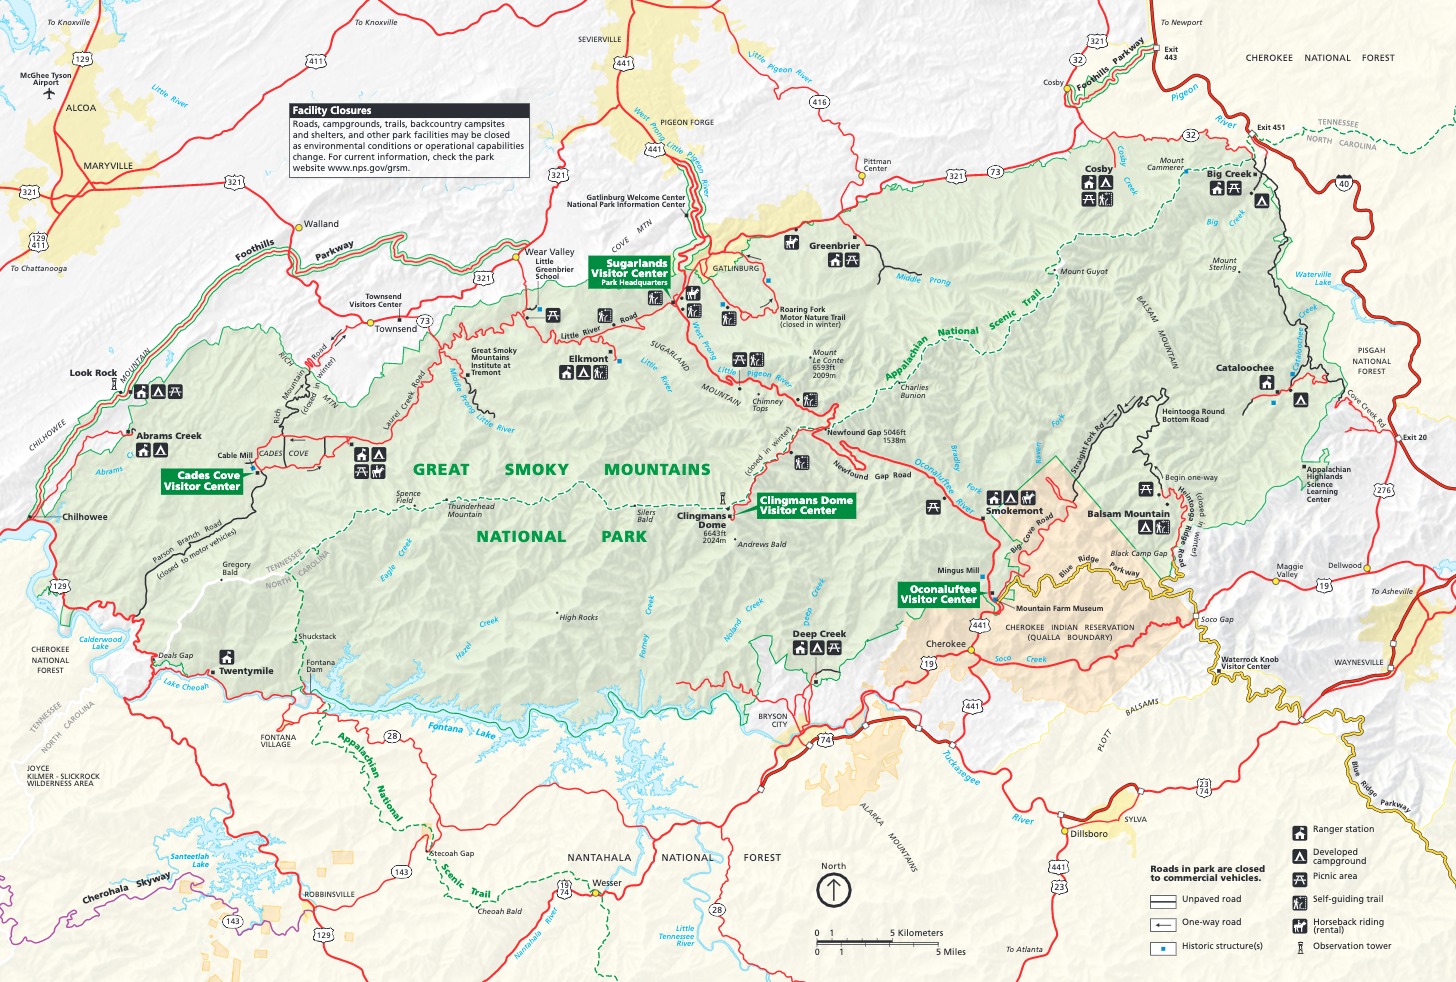 To Knoxville
To Knoxville
SEVIERVILLE
To Newport
129
411
441
321
32
Exit
443
CHEROKEE NATIONAL FOREST
McGhee Tyson
Airport
ALCOA
Little River
Little Pigeon River
416
Cosby
Foothills Parkway
Pigeon
River
Facility Closures
Roads, campgrounds, trails, backcountry campsites
and shelters, and other park facilities may be closed
as environmental conditions or operational capabilities
change. For current information, check the park
website www.nps.gov/grsm.
PIGEON FORGE
West Prong Little Pigeon River
441
Exit 451
TENNESSEE
NORTH CAROLINA
32
MARYVILLE
321
321
321
Pittman
Center
321
73
Cosby
Cosby Creek
Mount
Cammerer
Big Creek
40
Gatlinburg Welcome Center
National Park Information Center
COVE MTN
Big Creek
Walland
129
411
To Chattanooga
Foothills
Parkway
Wear Valley
Little
Greenbrier
School
321
Sugarlands
Visitor Center
Park Headquarters
GATLINBURG
Greenbrier
Middle Prong
Mount Guyot
Mount
Sterling
Waterville
Lake
Townsend
Visitors Center
Townsend
73
Roaring Fork
Motor Nature Trail
(closed in winter)
Little River Road
West Prong
Little Pigeon River
Appalachian National Scenic Trail
BALSAM MOUNTAIN
Cataloochee Creek
PISGAH
NATIONAL
FOREST
Look Rock
CHILHOWEE MOUNTAIN
RICH MTN
Rich Mountain Road
(closed in winter)
Laurel Creek Road
Great Smoky
Mountains
Institute at
Tremont
Middle Prong Little River
Elkmont
Little River
SUGARLAND MOUNTAIN
Mount
Le Conte
6593ft
2009m
Chimney
Tops
Charlies
Bunion
Cataloochee
Cove Creek Rd
Heintooga Round
Bottom Road
Straight Fork Rd
Abrams Creek
Abrams
Cable Mill
CADES COVE
Cades Cove
Visitor Center
GREAT SMOKY MOUNTAINS
NATIONAL PARK
Newfound Gap 5046ft
1538m
Newfound Gap Road
(closed in winter)
Oconaluftee River
Bradley Fork
Raven Fork
Exit 20
276
Appalachian
Highlands
Science
Learning
Center
Begin one-way
Chilhowee
Spence
Field
Thunderhead
Mountain
Silers
Bald
Clingmans
Dome
6643ft
2024m
Clingmans Dome
Visitor Center
Andrews Bald
Smokemont
Balsam Mountain
Heintooga Ridge Road
(closed in winter)
Parson Branch Road
(closed to motor vehicles)
TENNESSEE
NORTH CAROLINA
Gregory
Bald
Eagle Creek
Big Cove Road
Black Camp Gap
Blue Ridge Parkway
Mingus Mill
Oconaluftee
Visitor Center
Mountain Farm Museum
Maggie
Valley
Dellwood
19
To Asheville
129
Calderwood
Lake
CHEROKEE
NATIONAL
FOREST
High Rocks
Hazel Creek
Forney Creek
Noland Creek
Deep Creek
Deep Creek
441
CHEROKEE INDIAN RESERVATION
(QUALLA BOUNDARY)
Soco Gap
Cherokee
19
Soco Creek
Waterrock Knob
Visitor Center
WAYNESVILLE
Shuckstack
Deals Gap
Twentymile
Fontana
Dam
Lake Cheoah
TENNESSEE
NORTH CAROLINA
FONTANA
VILLAGE
28
Fontana Lake
BRYSON
CITY
74
441
Tuckasegee
River
BALSAMS
PLOTT
JOYCE
KILMER - SLICKROCK
WILDERNESS AREA
Appalachian National Scenic Trail
ALARKA MOUNTAINS
23
74
Blue Ridge Parkway
SYLVA
Dillsboro
Santeetlah
Lake
Cherohala Skyway
143
143
ROBBINSVILLE
129
Stecoah Gap
Cheoah Bald
NANTAHALA NATIONAL FOREST
19
74
Wesser
Nantahala River
28
Little
Tennessee
River
North
0 1 5 Kilometers
0 1 5 Miles
441
23
To Atlanta
Roads in park are closed
to commercial vehicles.
Unpaved road
One-way road
Historic structure(s)
Ranger station
Developed
campground
Picnic area
Self-guiding trail
Horseback riding
(rental)
Observation tower